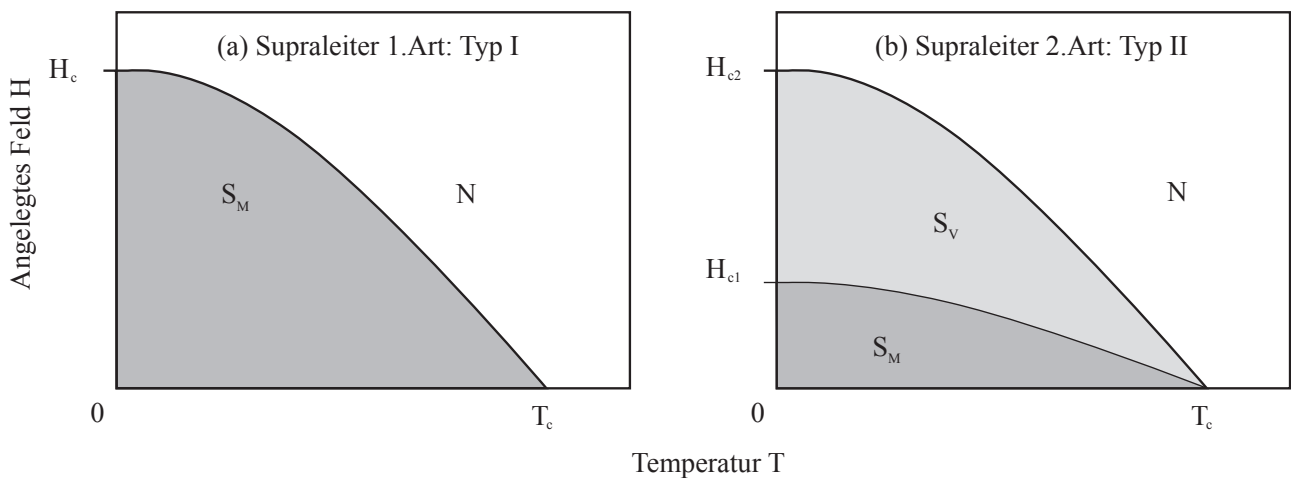 (a) Supraleiter 1.Art: Typ I
H_c
Angelegtes Feld H
S_M
N
0
T_c
(b) Supraleiter 2.Art: Typ II
H_c2
N
S_V
H_c1
S_M
0
T_c
Temperatur T